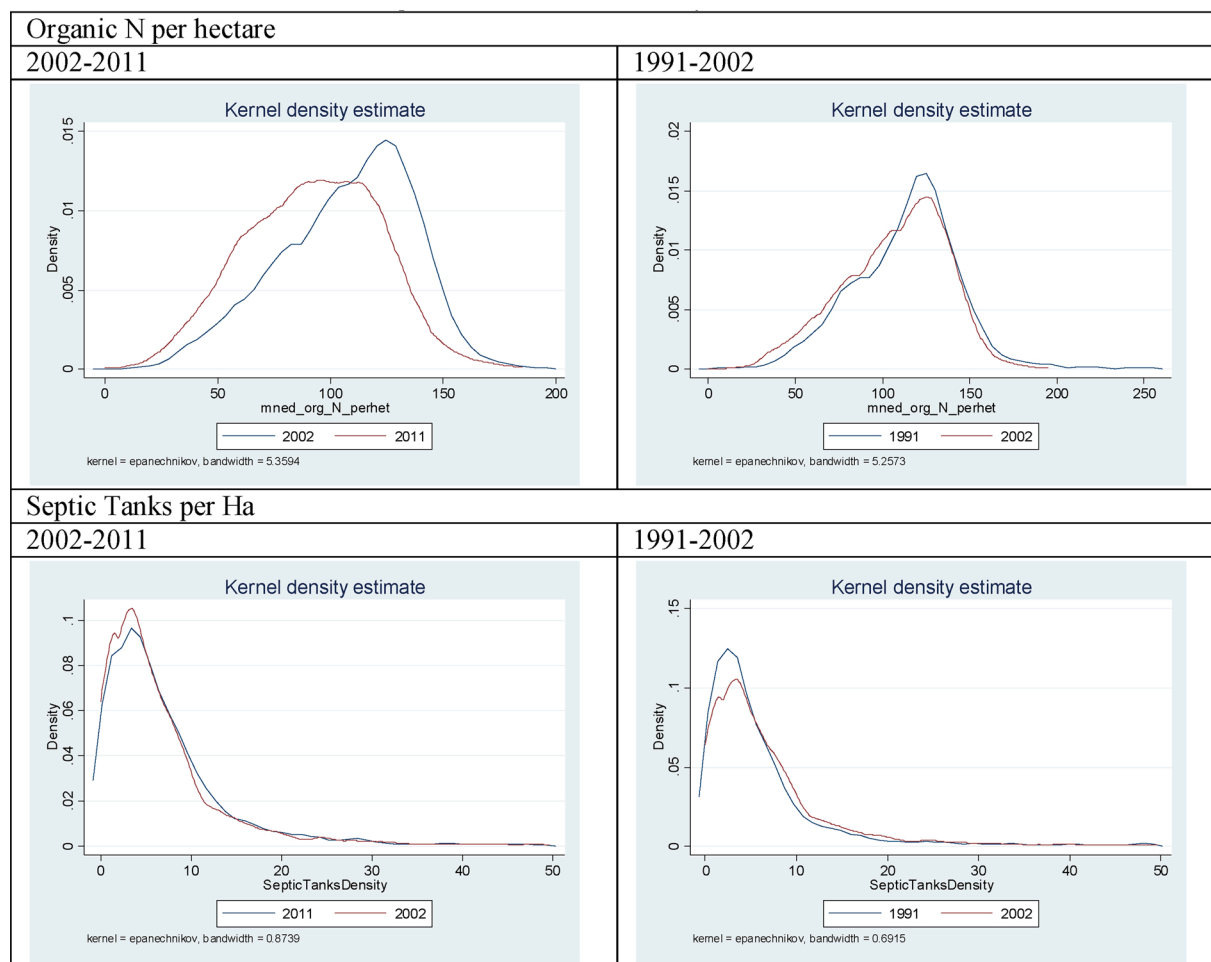 Organic N per hectare
2002-2011
1991-2002
Kernel density estimate
.015
.01
.005
0
Density
0 50 100 150 200
mned_org_N_perhet
2002 2011
kernel = epanechnikov, bandwidth = 5.3594
Kernel density estimate
.02
.015
.01
.005
0
Density
0 50 100 150 200 250
mned_org_N_perhet
1991 2002
kernel = epanechnikov, bandwidth = 5.2573
Septic Tanks per Ha
2002-2011
1991-2002
Kernel density estimate
.1
.08
.06
.04
.02
0
Density
0 10 20 30 40 50
SepticTanksDensity
2011 2002
kernel = epanechnikov, bandwidth = 0.8739
Kernel density estimate
.15
.1
.05
0
Density
0 10 20 30 40 50
SepticTanksDensity
1991 2002
kernel = epanechnikov, bandwidth = 0.6915